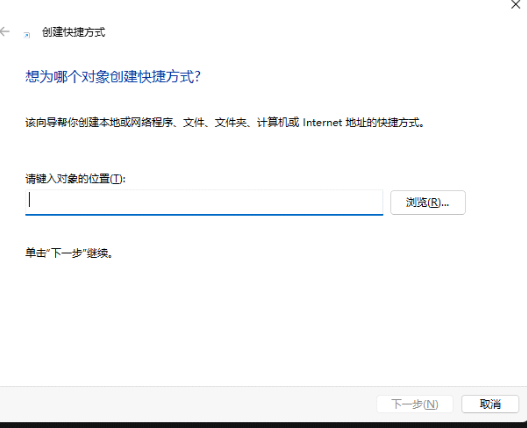 创建快捷方式
想为哪个对象创建快捷方式?
该向导帮你创建本地或网络程序、文件、文件夹、计算机或 Internet 地址的快捷方式。
请键入对象的位置(T):
浏览(R)...
单击"下一步"继续。
下一步(N)
取消